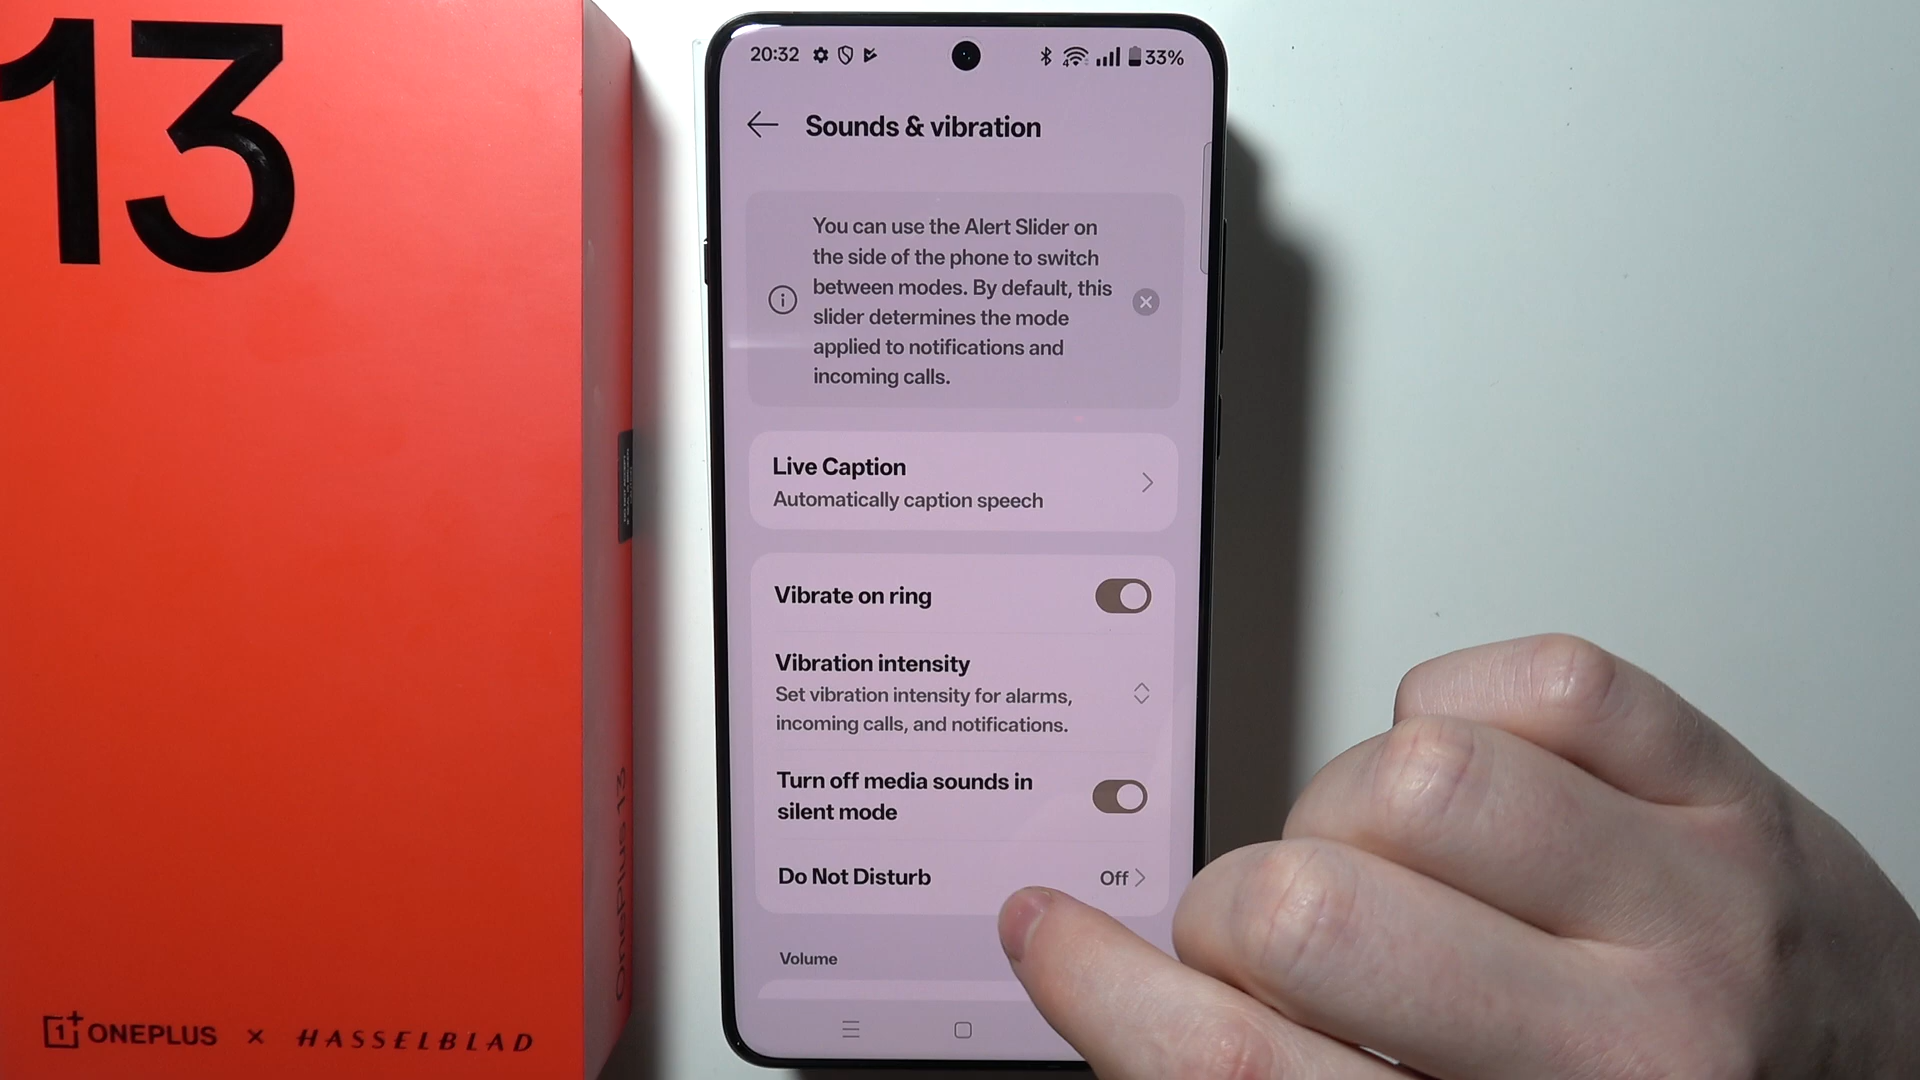 13
ONEPLUS × HASSELBLAD
OnePlus 13
20:32
33%
Sounds & vibration
You can use the Alert Slider on
the side of the phone to switch
between modes. By default, this
slider determines the mode
applied to notifications and
incoming calls.
Live Caption
Automatically caption speech
Vibrate on ring
Vibration intensity
Set vibration intensity for alarms,
incoming calls, and notifications.
Turn off media sounds in
silent mode
Do Not Disturb
Off
Volume